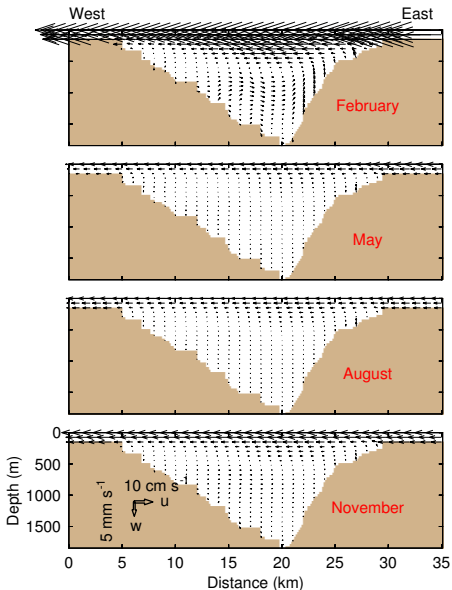 West East
February
May
August
0
500
1000
1500
Depth (m)
10 cm s⁻¹
5 mm s⁻¹
u
w
November
0 5 10 15 20 25 30 35
Distance (km)